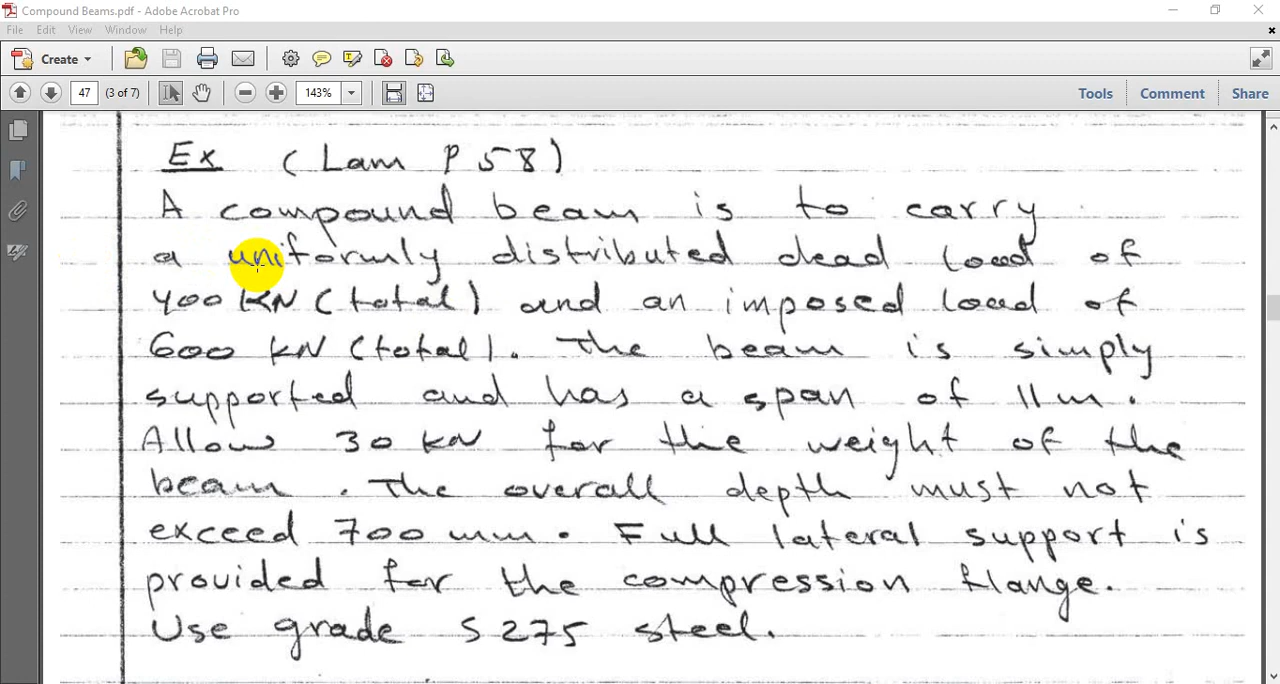 Compound Beams.pdf - Adobe Acrobat Pro
File Edit View Window Help
Create
47 (3 of 7) 143% Tools Comment Share
Ex (Lam P 58)
A compound beam is to carry
a uniformly distributed dead load of
400 KN (total) and an imposed load of
600 kN (total). The beam is simply
supported and has a span of 11m.
Allow 30 kN for the weight of the
beam. The overall depth must not
exceed 700 mm. Full lateral support is
provided for the compression flange.
Use grade S275 steel.